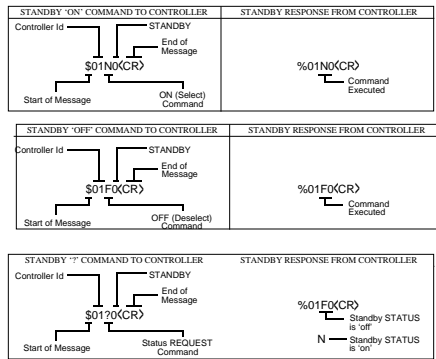 STANDBY 'ON' COMMAND TO CONTROLLER
STANDBY RESPONSE FROM CONTROLLER
Controller Id
STANDBY
End of
Message
$01N0<CR>
Start of Message
ON (Select)
Command
%01N0<CR>
Command
Executed
STANDBY 'OFF' COMMAND TO CONTROLLER
STANDBY RESPONSE FROM CONTROLLER
Controller Id
STANDBY
End of
Message
$01F0<CR>
Start of Message
OFF (Deselect)
Command
%01F0<CR>
Command
Executed
STANDBY '?' COMMAND TO CONTROLLER
STANDBY RESPONSE FROM CONTROLLER
Controller Id
STANDBY
End of
Message
$01?0<CR>
Start of Message
Status REQUEST
Command
%01F0<CR>
Standby STATUS
is 'off'
N
Standby STATUS
is 'on'